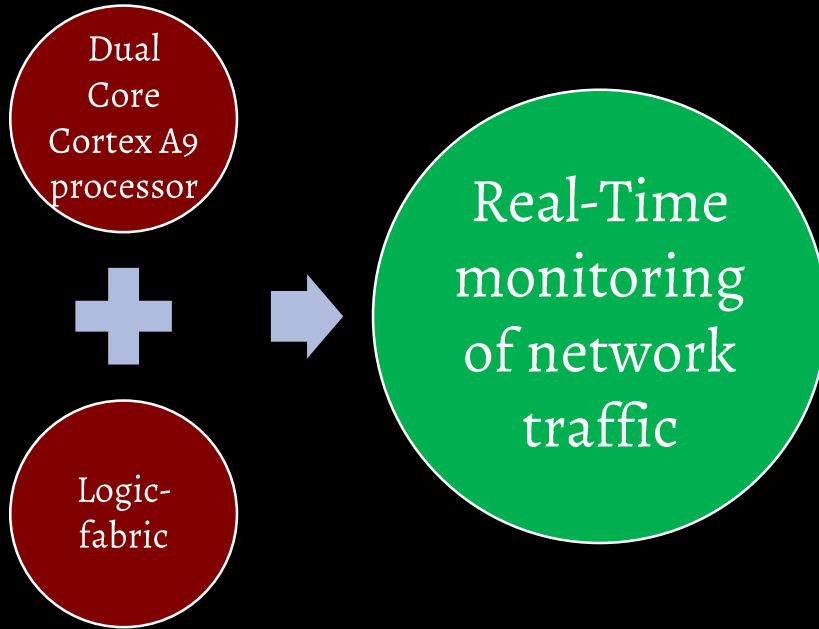 Dual
Core
Cortex A9
processor
Logic-
fabric
Real-Time
monitoring
of network
traffic